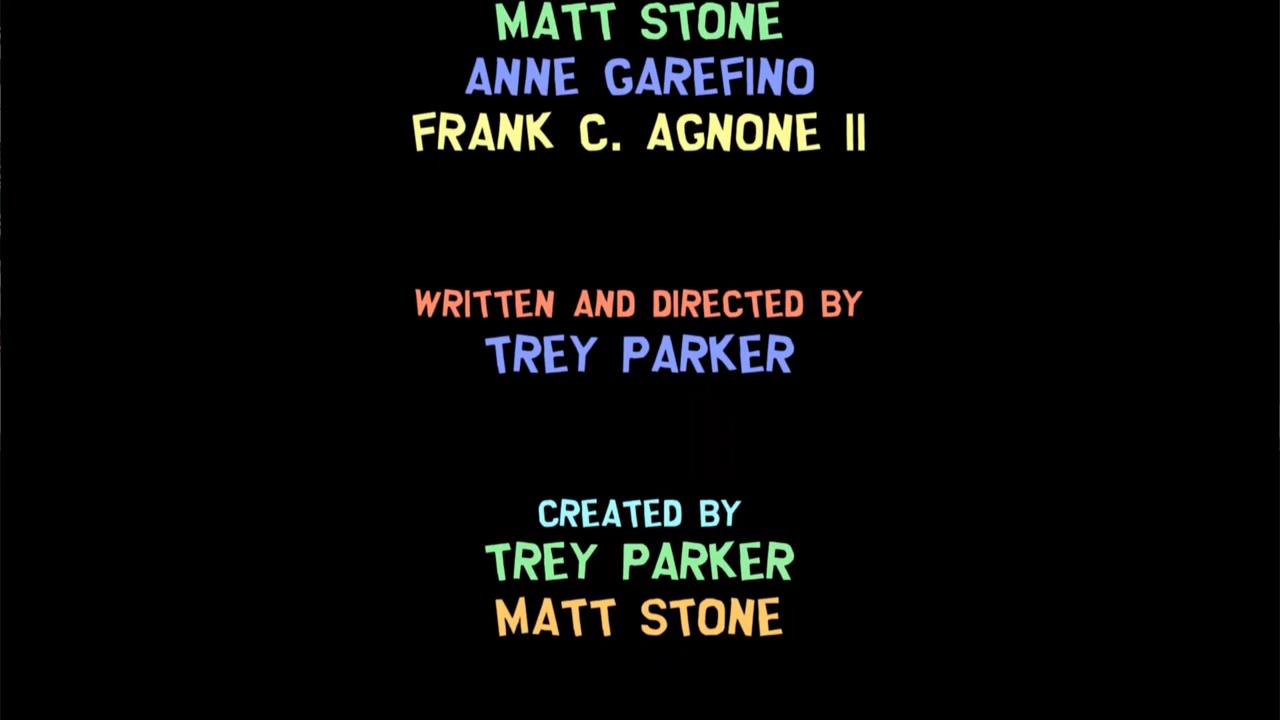 MATT STONE
ANNE GAREFINO
FRANK C. AGNONE II
WRITTEN AND DIRECTED BY
TREY PARKER
CREATED BY
TREY PARKER
MATT STONE